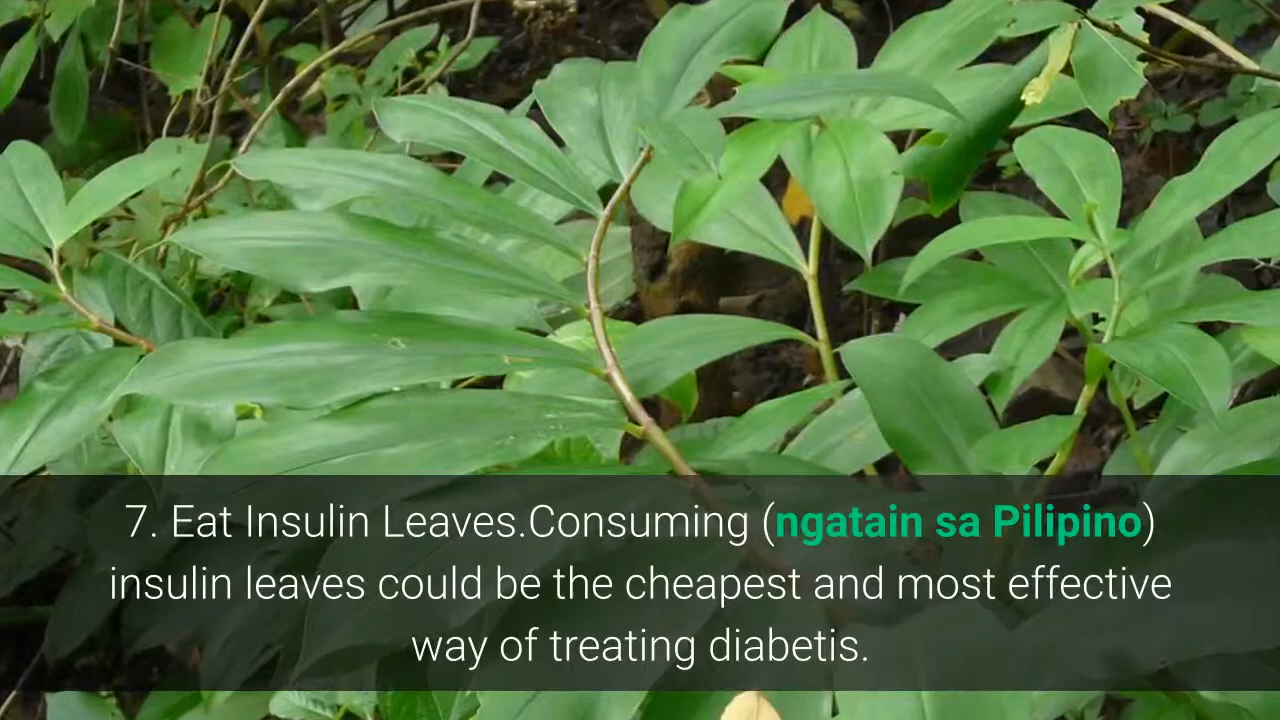 7. Eat Insulin Leaves.Consuming (ngatain sa Pilipino)
insulin leaves could be the cheapest and most effective
way of treating diabetis.